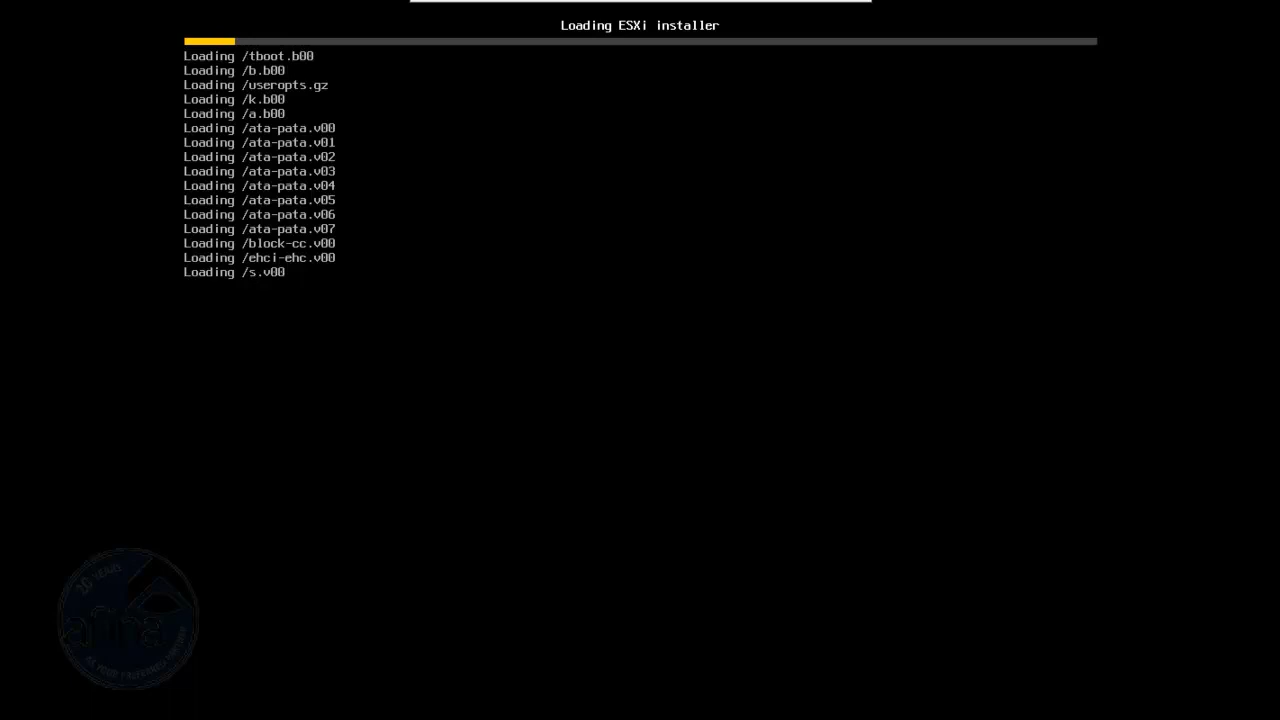 Loading ESXi installer
Loading /tboot.b00
Loading /b.b00
Loading /useropts.gz
Loading /k.b00
Loading /a.b00
Loading /ata-pata.v00
Loading /ata-pata.v01
Loading /ata-pata.v02
Loading /ata-pata.v03
Loading /ata-pata.v04
Loading /ata-pata.v05
Loading /ata-pata.v06
Loading /ata-pata.v07
Loading /block-cc.v00
Loading /ehci-ehc.v00
Loading /s.v00
10 YEARS